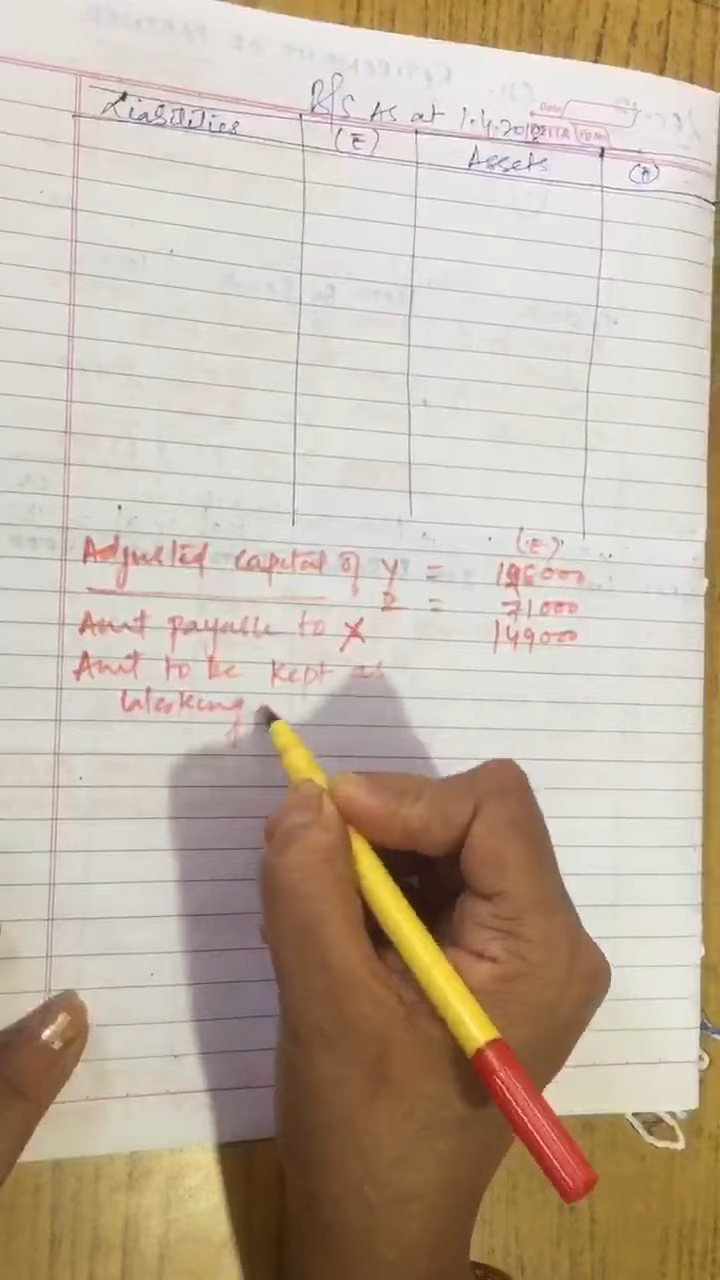 B/S As at 1.4.20
Liabilities (₹) Assets (₹)
(₹)
Adjusted capital of Y = 196000
Z = 71000
Amt payable to X 149000
Amt to be kept as
Working